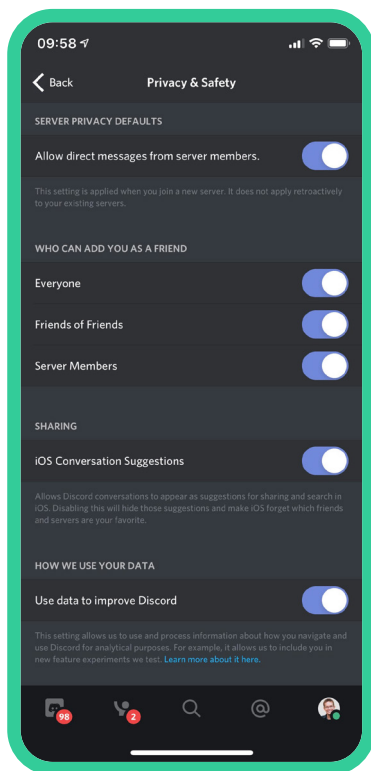 09:58
Back
Privacy & Safety
SERVER PRIVACY DEFAULTS
Allow direct messages from server members.
This setting is applied when you join a new server. It does not apply retroactively
to your existing servers.
WHO CAN ADD YOU AS A FRIEND
Everyone
Friends of Friends
Server Members
SHARING
iOS Conversation Suggestions
Allows Discord conversations to appear as suggestions for sharing and search in
iOS. Disabling this will hide those suggestions and make iOS forget which friends
and servers are your favorite.
HOW WE USE YOUR DATA
Use data to improve Discord
This setting allows us to use and process information about how you navigate and
use Discord for analytical purposes. For example, it allows us to include you in
new feature experiments we test. Learn more about it here.
98
2
@